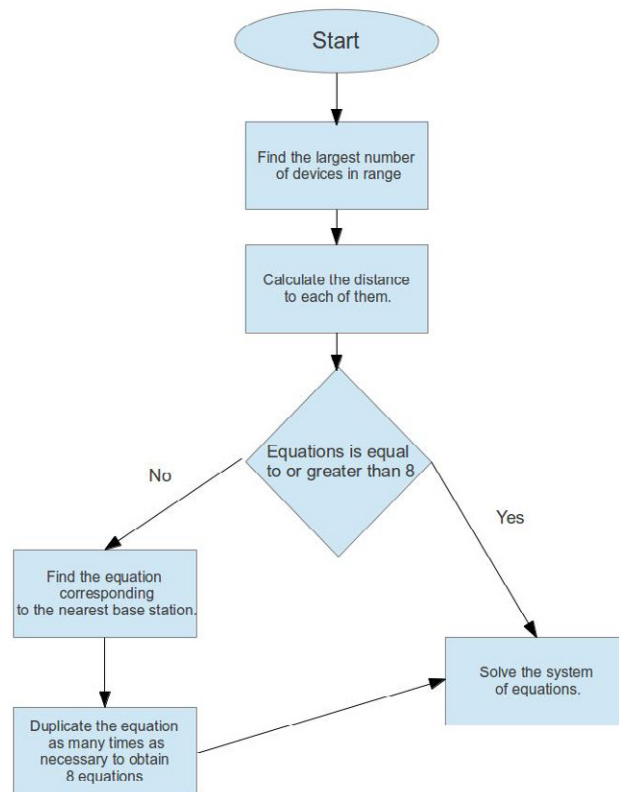 Start
Find the largest number
of devices in range
Calculate the distance
to each of them.
Equations is equal
to or greater than 8
No
Yes
Find the equation
corresponding
to the nearest base station.
Solve the system
of equations.
Duplicate the equation
as many times as
necessary to obtain
8 equations